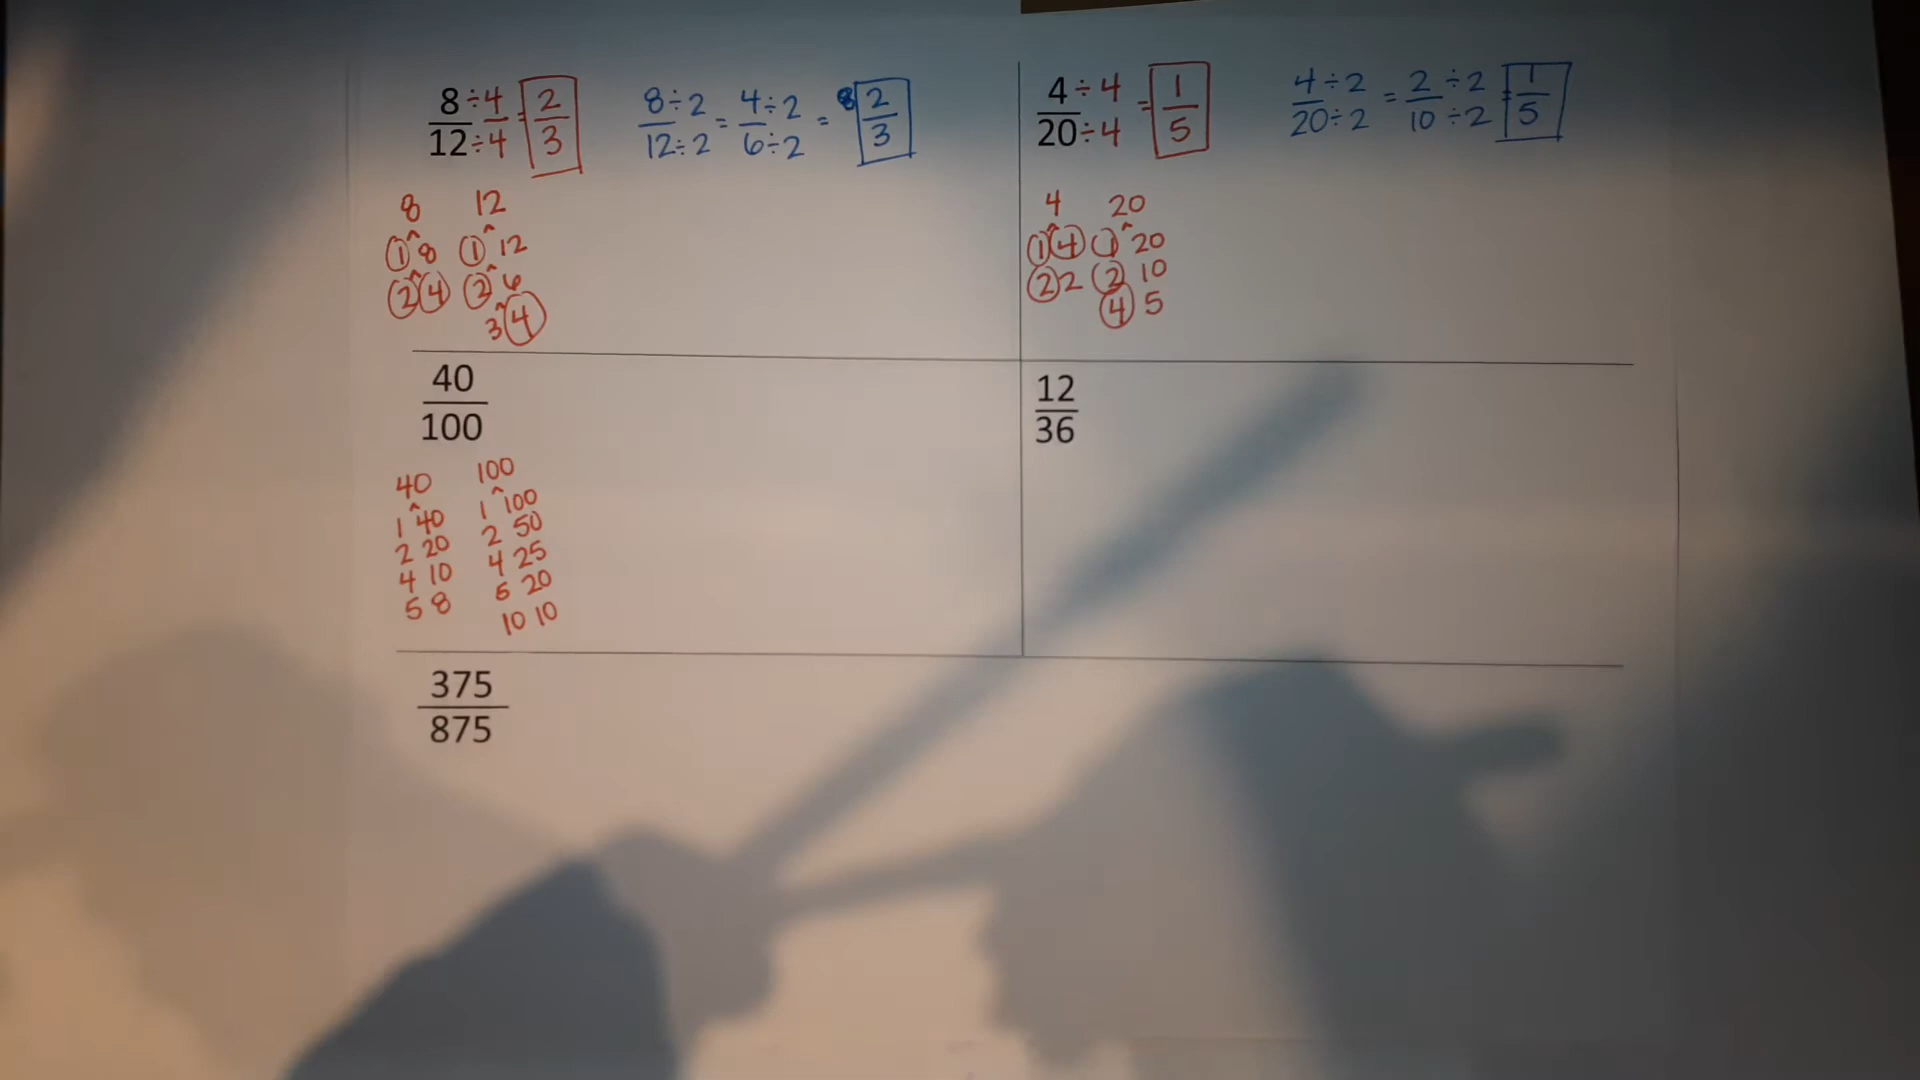 8 ÷4 = 2
12 ÷4 3
8÷2 = 4÷2 = 2
12÷2 6÷2 3
8 12
1 8 1 12
2 4 2 6
3 4
4 ÷4 = 1
20 ÷4 5
4÷2 = 2 ÷2 = 1
20÷2 10 ÷2 5
4 20
1 4 1 20
2 2 2 10
4 5
40
100
40 100
1 40 1 100
2 20 2 50
4 10 4 25
5 8 5 20
10 10
12
36
375
875